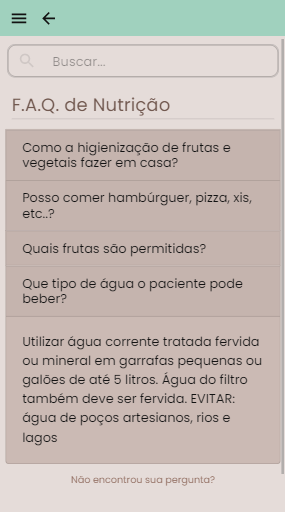 Buscar...
F.A.Q. de Nutrição
Como a higienização de frutas e
vegetais fazer em casa?
Posso comer hambúrguer, pizza, xis,
etc..?
Quais frutas são permitidas?
Que tipo de água o paciente pode
beber?
Utilizar água corrente tratada fervida
ou mineral em garrafas pequenas ou
galões de até 5 litros. Água do filtro
também deve ser fervida. EVITAR:
água de poços artesianos, rios e
lagos
Não encontrou sua pergunta?